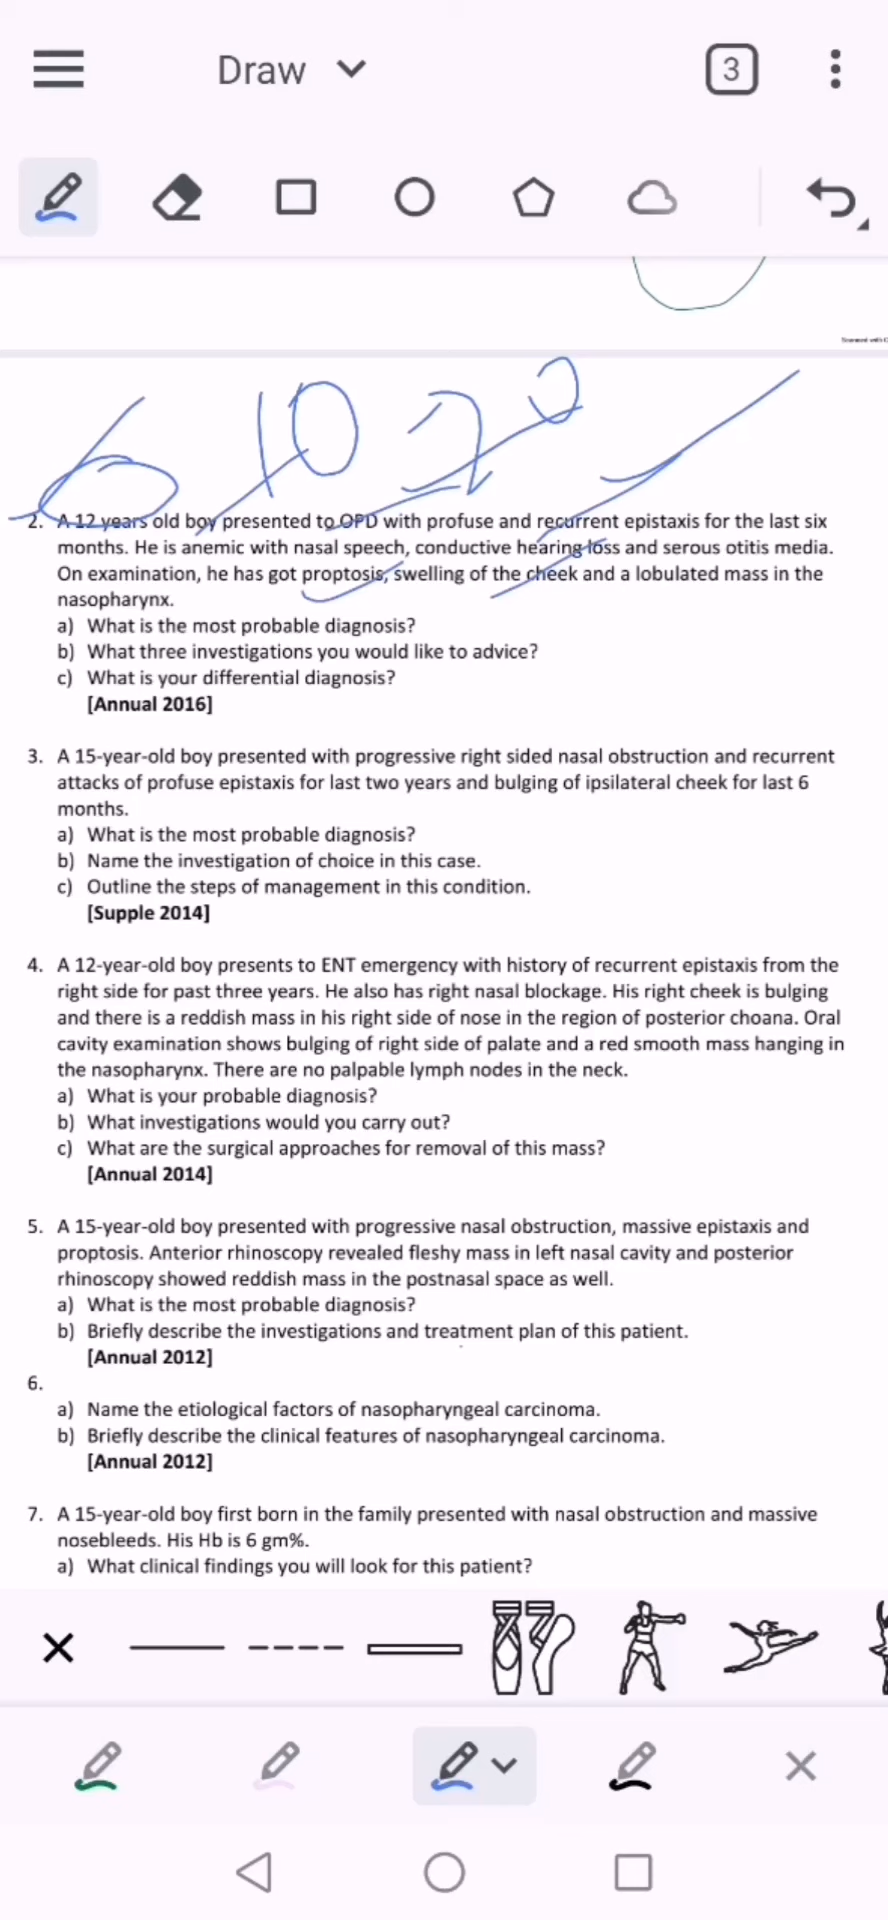 Draw
3
6 10 20
2. A 12 years old boy presented to OPD with profuse and recurrent epistaxis for the last six
months. He is anemic with nasal speech, conductive hearing loss and serous otitis media.
On examination, he has got proptosis, swelling of the cheek and a lobulated mass in the
nasopharynx.
a) What is the most probable diagnosis?
b) What three investigations you would like to advice?
c) What is your differential diagnosis?
[Annual 2016]
3. A 15-year-old boy presented with progressive right sided nasal obstruction and recurrent
attacks of profuse epistaxis for last two years and bulging of ipsilateral cheek for last 6
months.
a) What is the most probable diagnosis?
b) Name the investigation of choice in this case.
c) Outline the steps of management in this condition.
[Supple 2014]
4. A 12-year-old boy presents to ENT emergency with history of recurrent epistaxis from the
right side for past three years. He also has right nasal blockage. His right cheek is bulging
and there is a reddish mass in his right side of nose in the region of posterior choana. Oral
cavity examination shows bulging of right side of palate and a red smooth mass hanging in
the nasopharynx. There are no palpable lymph nodes in the neck.
a) What is your probable diagnosis?
b) What investigations would you carry out?
c) What are the surgical approaches for removal of this mass?
[Annual 2014]
5. A 15-year-old boy presented with progressive nasal obstruction, massive epistaxis and
proptosis. Anterior rhinoscopy revealed fleshy mass in left nasal cavity and posterior
rhinoscopy showed reddish mass in the postnasal space as well.
a) What is the most probable diagnosis?
b) Briefly describe the investigations and treatment plan of this patient.
[Annual 2012]
6.
a) Name the etiological factors of nasopharyngeal carcinoma.
b) Briefly describe the clinical features of nasopharyngeal carcinoma.
[Annual 2012]
7. A 15-year-old boy first born in the family presented with nasal obstruction and massive
nosebleeds. His Hb is 6 gm%.
a) What clinical findings you will look for this patient?